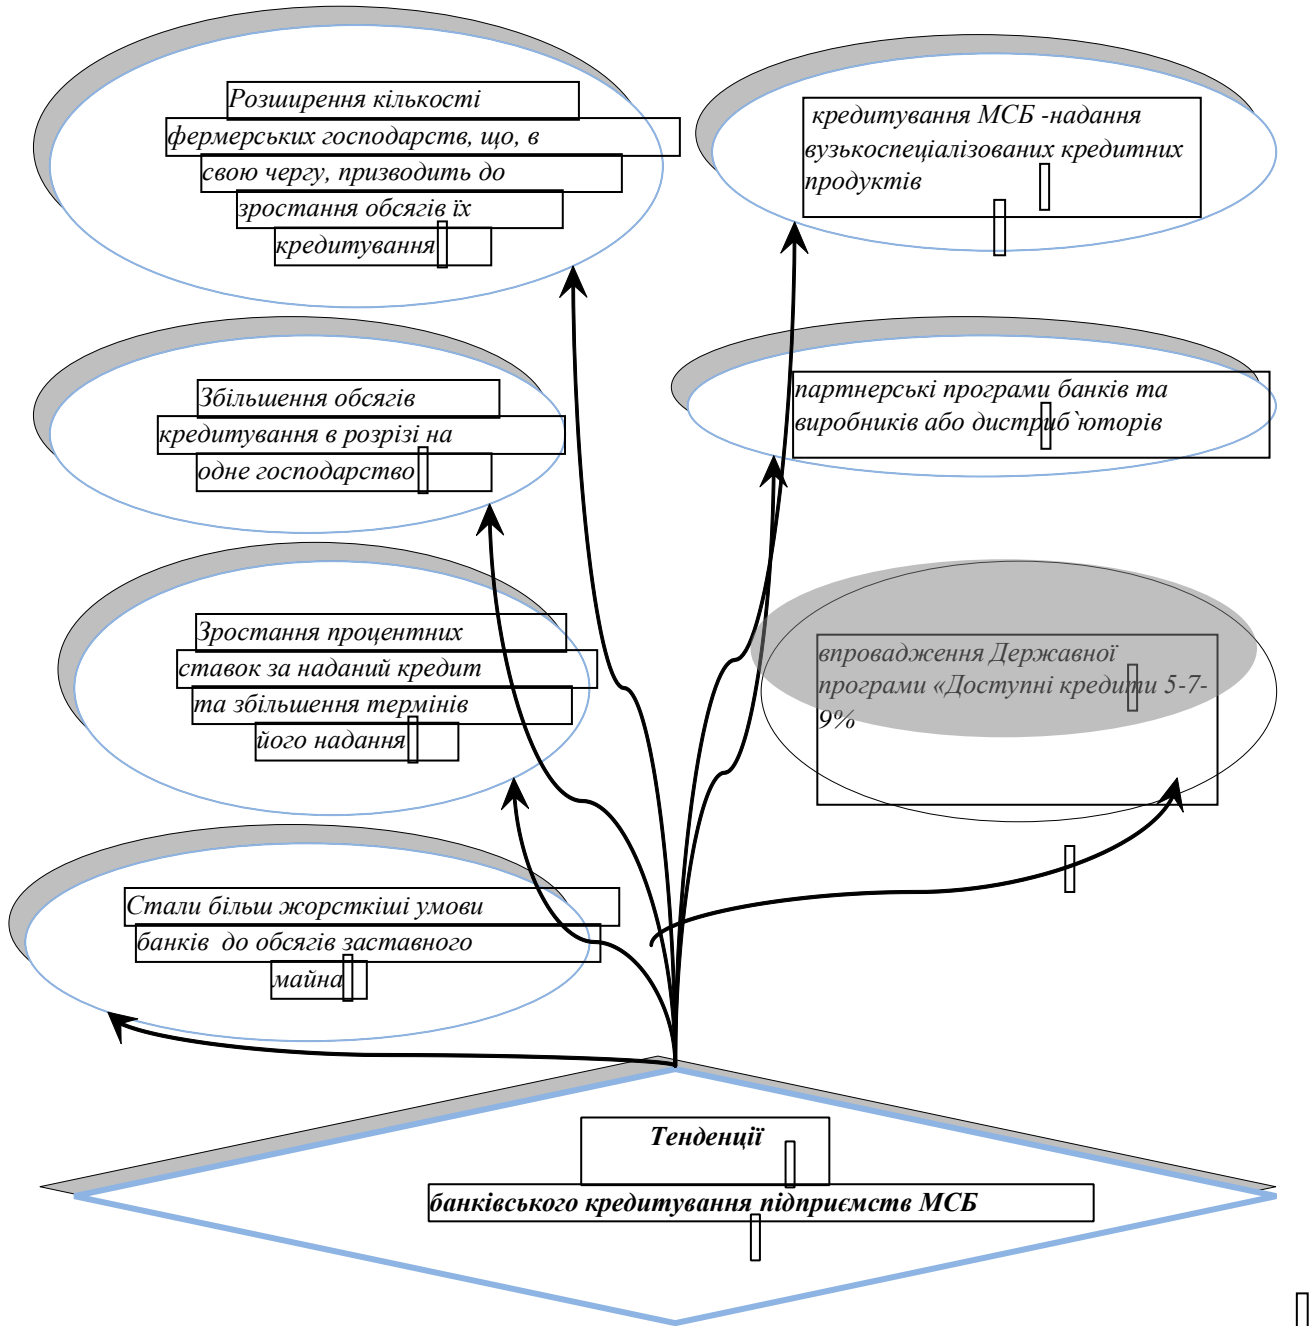 Розширення кількості
фермерських господарств, що, в
свою чергу, призводить до
зростання обсягів їх
кредитування
кредитування МСБ -надання
вузькоспеціалізованих кредитних
продуктів
Збільшення обсягів
кредитування в розрізі на
одне господарство
партнерські програми банків та
виробників або дистриб`юторів
Зростання процентних
ставок за наданий кредит
та збільшення термінів
його надання
впровадження Державної
програми «Доступні кредити 5-7-
9%
Стали більш жорсткіші умови
банків до обсягів заставного
майна
Тенденції
банківського кредитування підприємств МСБ